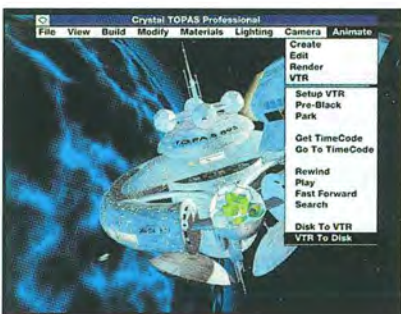 Crystal TOPAS Professional
File View Build Modify Materials Lighting Camera Animate
Create
Edit
Render
VTR
Setup VTR
Pre-Black
Park
Get TimeCode
Go To TimeCode
Rewind
Play
Fast Forward
Search
Disk To VTR
VTR To Disk
TOPAS